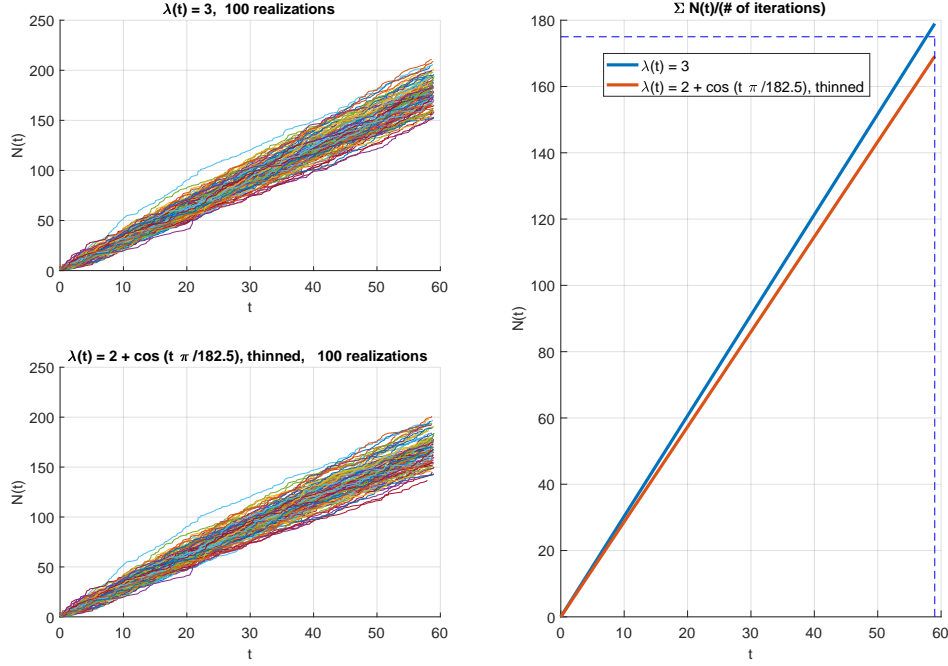 λ(t) = 3, 100 realizations
250
200
150
100
50
0
N(t)
0 10 20 30 40 50 60
t
λ(t) = 2 + cos (t π /182.5), thinned, 100 realizations
250
200
150
100
50
0
N(t)
0 10 20 30 40 50 60
t
Σ N(t)/(# of iterations)
180
160
140
120
100
80
60
40
20
0
N(t)
λ(t) = 3
λ(t) = 2 + cos (t π /182.5), thinned
0 10 20 30 40 50 60
t